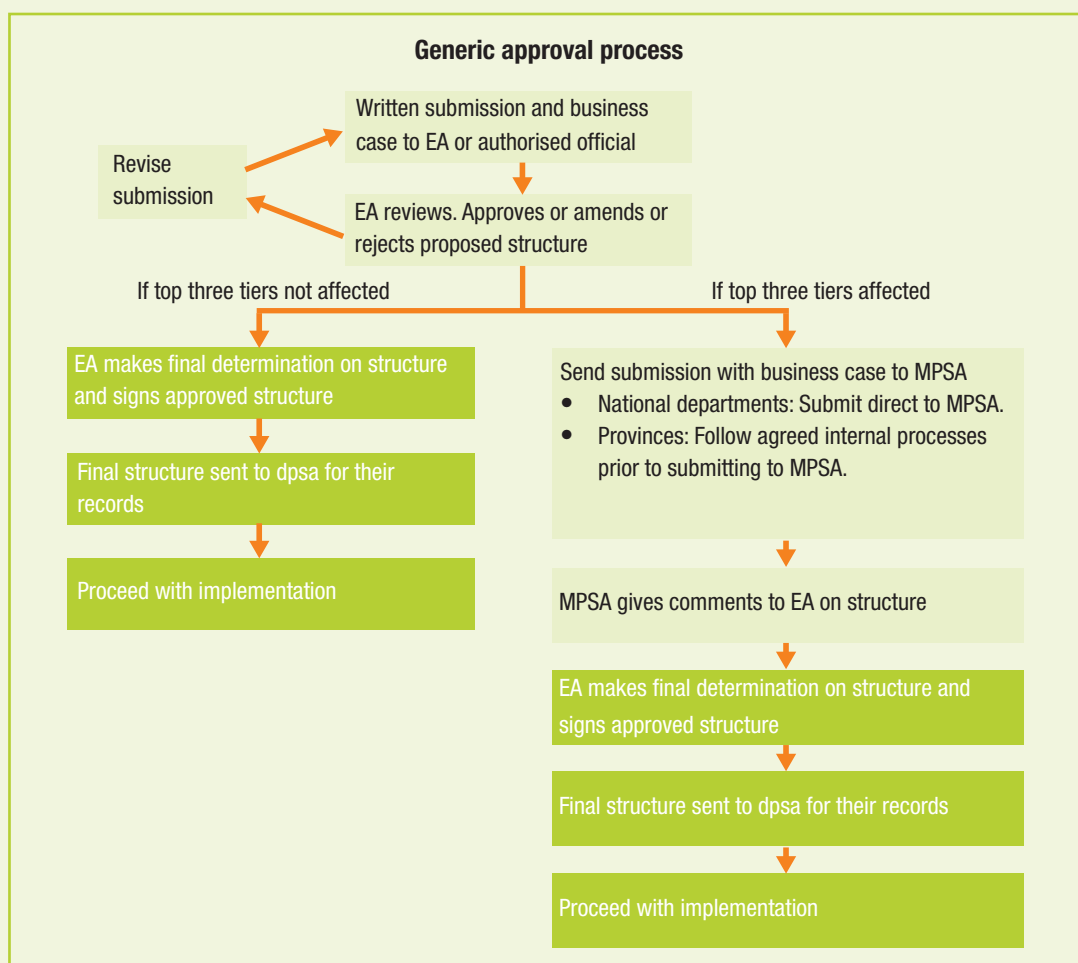 Generic approval process
Written submission and business
case to EA or authorised official
Revise
submission
EA reviews. Approves or amends or
rejects proposed structure
If top three tiers not affected
If top three tiers affected
EA makes final determination on structure
and signs approved structure
Final structure sent to dpsa for their
records
Proceed with implementation
Send submission with business case to MPSA
• National departments: Submit direct to MPSA.
• Provinces: Follow agreed internal processes
prior to submitting to MPSA.
MPSA gives comments to EA on structure
EA makes final determination on structure and
signs approved structure
Final structure sent to dpsa for their records
Proceed with implementation